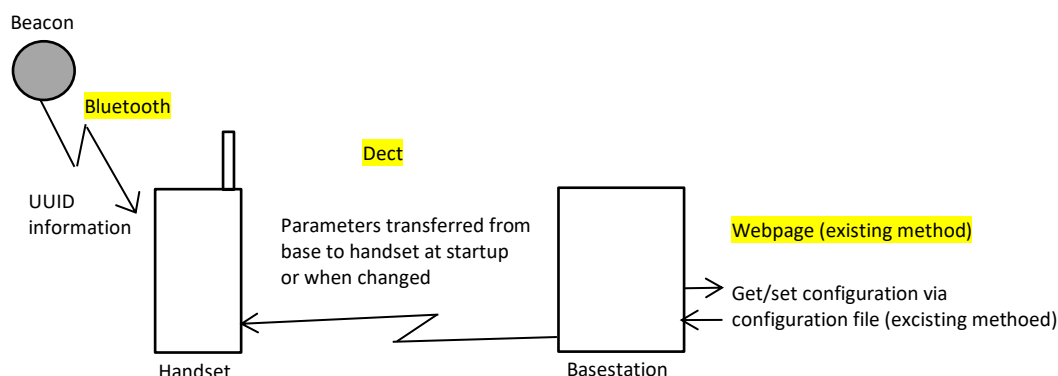 Beacon
Bluetooth
Dect
UUID
information
Parameters transferred from
base to handset at startup
or when changed
Webpage (existing method)
Get/set configuration via
configuration file (excisting methoed)
Handset
Basestation